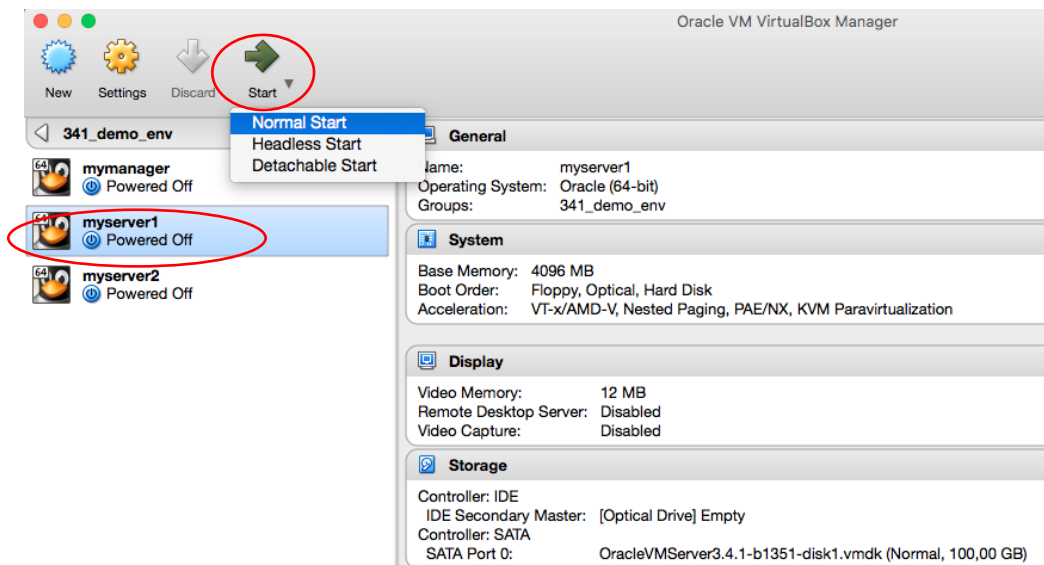 Oracle VM VirtualBox Manager
New Settings Discard Start
Normal Start
Headless Start
Detachable Start
341_demo_env
64 mymanager
Powered Off
64 myserver1
Powered Off
64 myserver2
Powered Off
General
Name: myserver1
Operating System: Oracle (64-bit)
Groups: 341_demo_env
System
Base Memory: 4096 MB
Boot Order: Floppy, Optical, Hard Disk
Acceleration: VT-x/AMD-V, Nested Paging, PAE/NX, KVM Paravirtualization
Display
Video Memory: 12 MB
Remote Desktop Server: Disabled
Video Capture: Disabled
Storage
Controller: IDE
IDE Secondary Master: [Optical Drive] Empty
Controller: SATA
SATA Port 0: OracleVMServer3.4.1-b1351-disk1.vmdk (Normal, 100,00 GB)